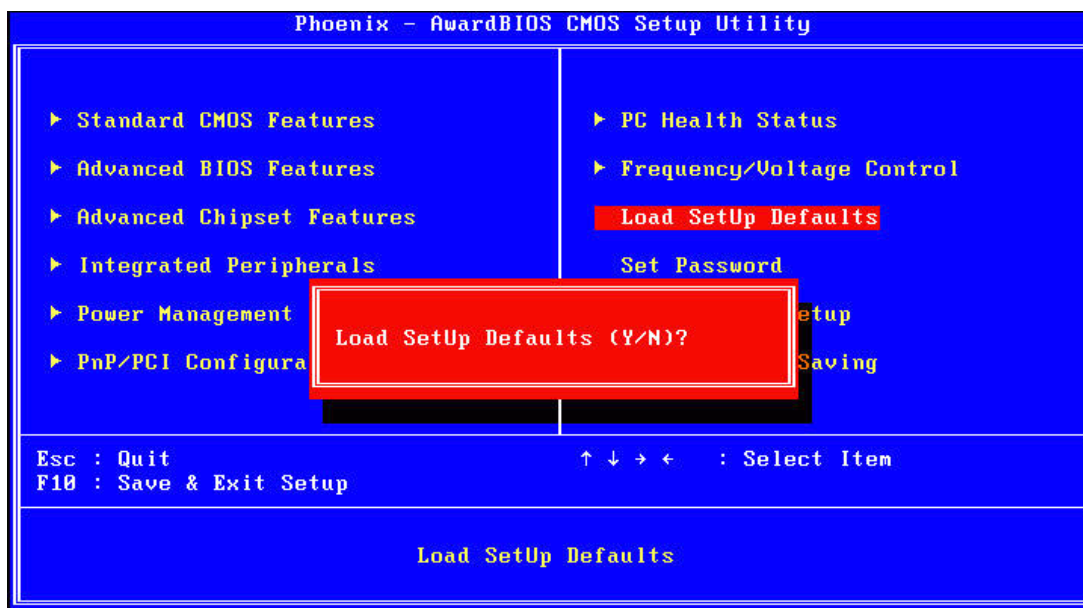 Phoenix - AwardBIOS CMOS Setup Utility
Standard CMOS Features
Advanced BIOS Features
Advanced Chipset Features
Integrated Peripherals
Power Management
PnP/PCI Configura
PC Health Status
Frequency/Voltage Control
Load SetUp Defaults
Set Password
etup
Saving
Load SetUp Defaults (Y/N)?
Esc : Quit
F10 : Save & Exit Setup
↑ ↓ → ← : Select Item
Load SetUp Defaults